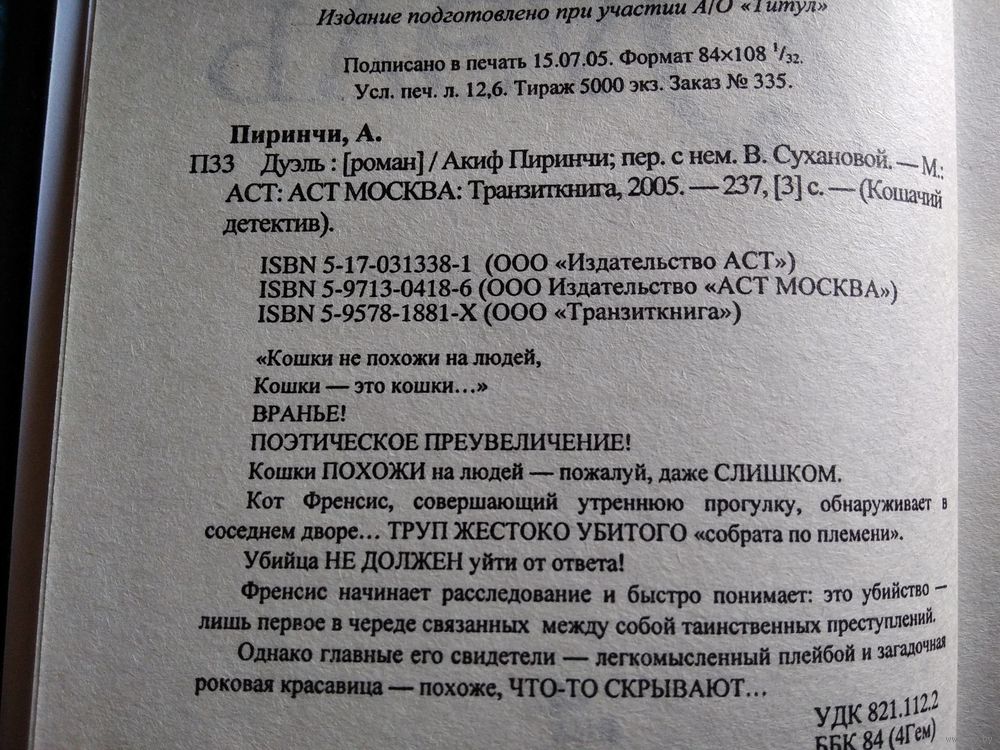 Издание подготовлено при участии А/О «Титул»
Подписано в печать 15.07.05. Формат 84×108 ¹/₃₂.
Усл. печ. л. 12,6. Тираж 5000 экз. Заказ № 335.
Пиринчи, А.
П33 Дуэль : [роман] / Акиф Пиринчи; пер. с нем. В. Сухановой. — М.:
АСТ: АСТ МОСКВА: Транзиткнига, 2005. — 237, [3] с. — (Кошачий
детектив).
ISBN 5-17-031338-1 (ООО «Издательство АСТ»)
ISBN 5-9713-0418-6 (ООО Издательство «АСТ МОСКВА»)
ISBN 5-9578-1881-X (ООО «Транзиткнига»)
«Кошки не похожи на людей,
Кошки — это кошки...»
ВРАНЬЕ!
ПОЭТИЧЕСКОЕ ПРЕУВЕЛИЧЕНИЕ!
Кошки ПОХОЖИ на людей — пожалуй, даже СЛИШКОМ.
Кот Френсис, совершающий утреннюю прогулку, обнаруживает в
соседнем дворе... ТРУП ЖЕСТОКО УБИТОГО «собрата по племени».
Убийца НЕ ДОЛЖЕН уйти от ответа!
Френсис начинает расследование и быстро понимает: это убийство –
лишь первое в череде связанных между собой таинственных преступлений.
Однако главные его свидетели — легкомысленный плейбой и загадочная
роковая красавица — похоже, ЧТО-ТО СКРЫВАЮТ...
УДК 821.112.2
ББК 84 (4Гем)